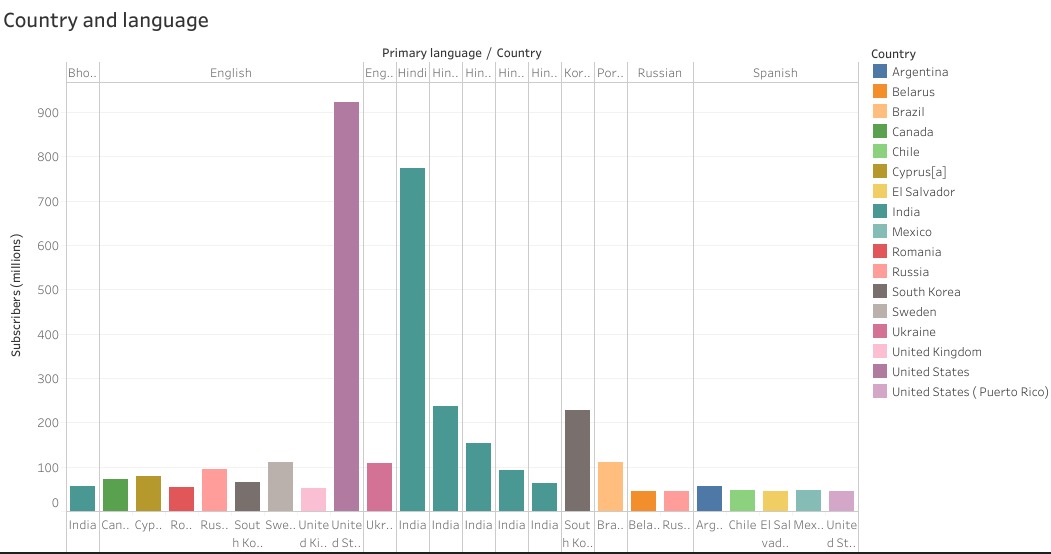 Country and language
Primary language / Country
Bho.. English Eng.. Hindi Hin.. Hin.. Hin.. Hin.. Kor.. Por.. Russian Spanish
Subscribers (millions)
900
800
700
600
500
400
300
200
100
0
India Can.. Cyp.. Ro.. Rus.. Sout Swe.. Unite Unite Ukr.. India India India India India Sout Bra.. Bela.. Rus.. Arg.. Chile El Sal Mex.. Unite
h Ko.. d Ki.. d St.. h Ko.. vad.. d St..
Country
Argentina
Belarus
Brazil
Canada
Chile
Cyprus[a]
El Salvador
India
Mexico
Romania
Russia
South Korea
Sweden
Ukraine
United Kingdom
United States
United States ( Puerto Rico)